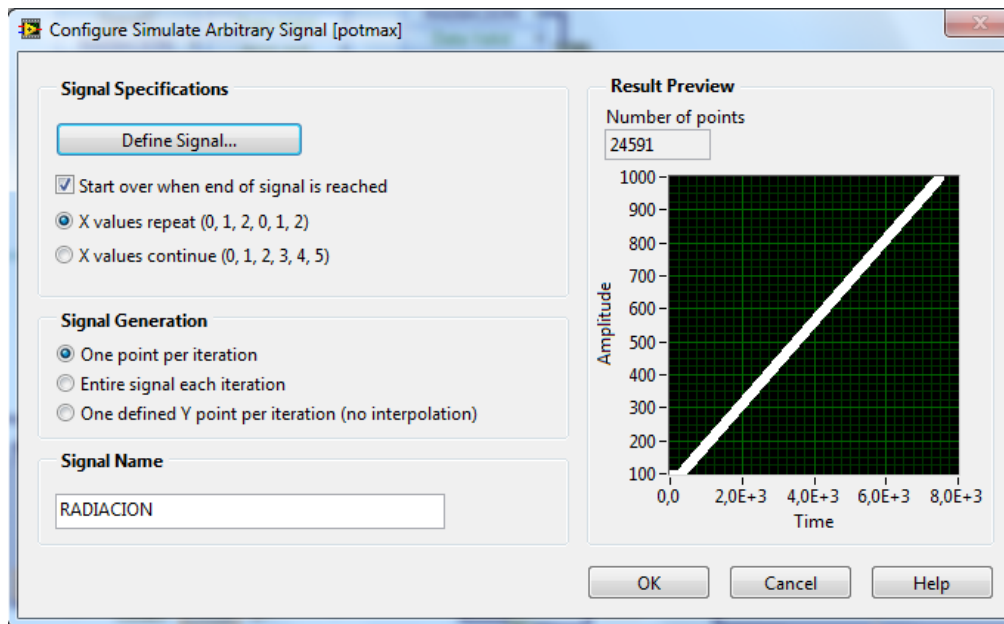 Configure Simulate Arbitrary Signal [potmax]
Signal Specifications
Define Signal...
Start over when end of signal is reached
X values repeat (0, 1, 2, 0, 1, 2)
X values continue (0, 1, 2, 3, 4, 5)
Signal Generation
One point per iteration
Entire signal each iteration
One defined Y point per iteration (no interpolation)
Signal Name
RADIACION
Result Preview
Number of points
24591
1000
900
800
700
600
500
400
300
200
100
Amplitude
0,0 2,0E+3 4,0E+3 6,0E+3 8,0E+3
Time
OK Cancel Help